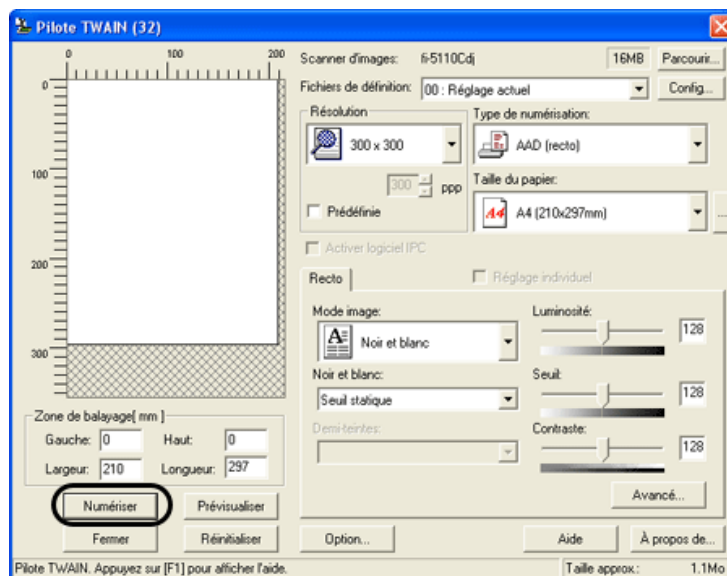 Pilote TWAIN (32)
0 100 200
0
100
200
300
Scanner d'images: fi-5110Cdj 16MB Parcourir...
Fichiers de définition: 00 : Réglage actuel Config...
Résolution
300 x 300
300 ppp
Prédéfinie
Type de numérisation:
AAD (recto)
Taille du papier:
A4 A4 (210x297mm) ...
Activer logiciel IPC
Recto
Réglage individuel
Mode image:
A Noir et blanc
Noir et blanc:
Seuil statique
Demi-teintes:
Luminosité:
128
Seuil:
128
Contraste:
128
Avancé...
Zone de balayage[ mm ]
Gauche: 0 Haut: 0
Largeur: 210 Longueur: 297
Numériser Prévisualiser
Fermer Réinitialiser Option... Aide À propos de...
Pilote TWAIN. Appuyez sur [F1] pour afficher l'aide. Taille approx.: 1.1Mo